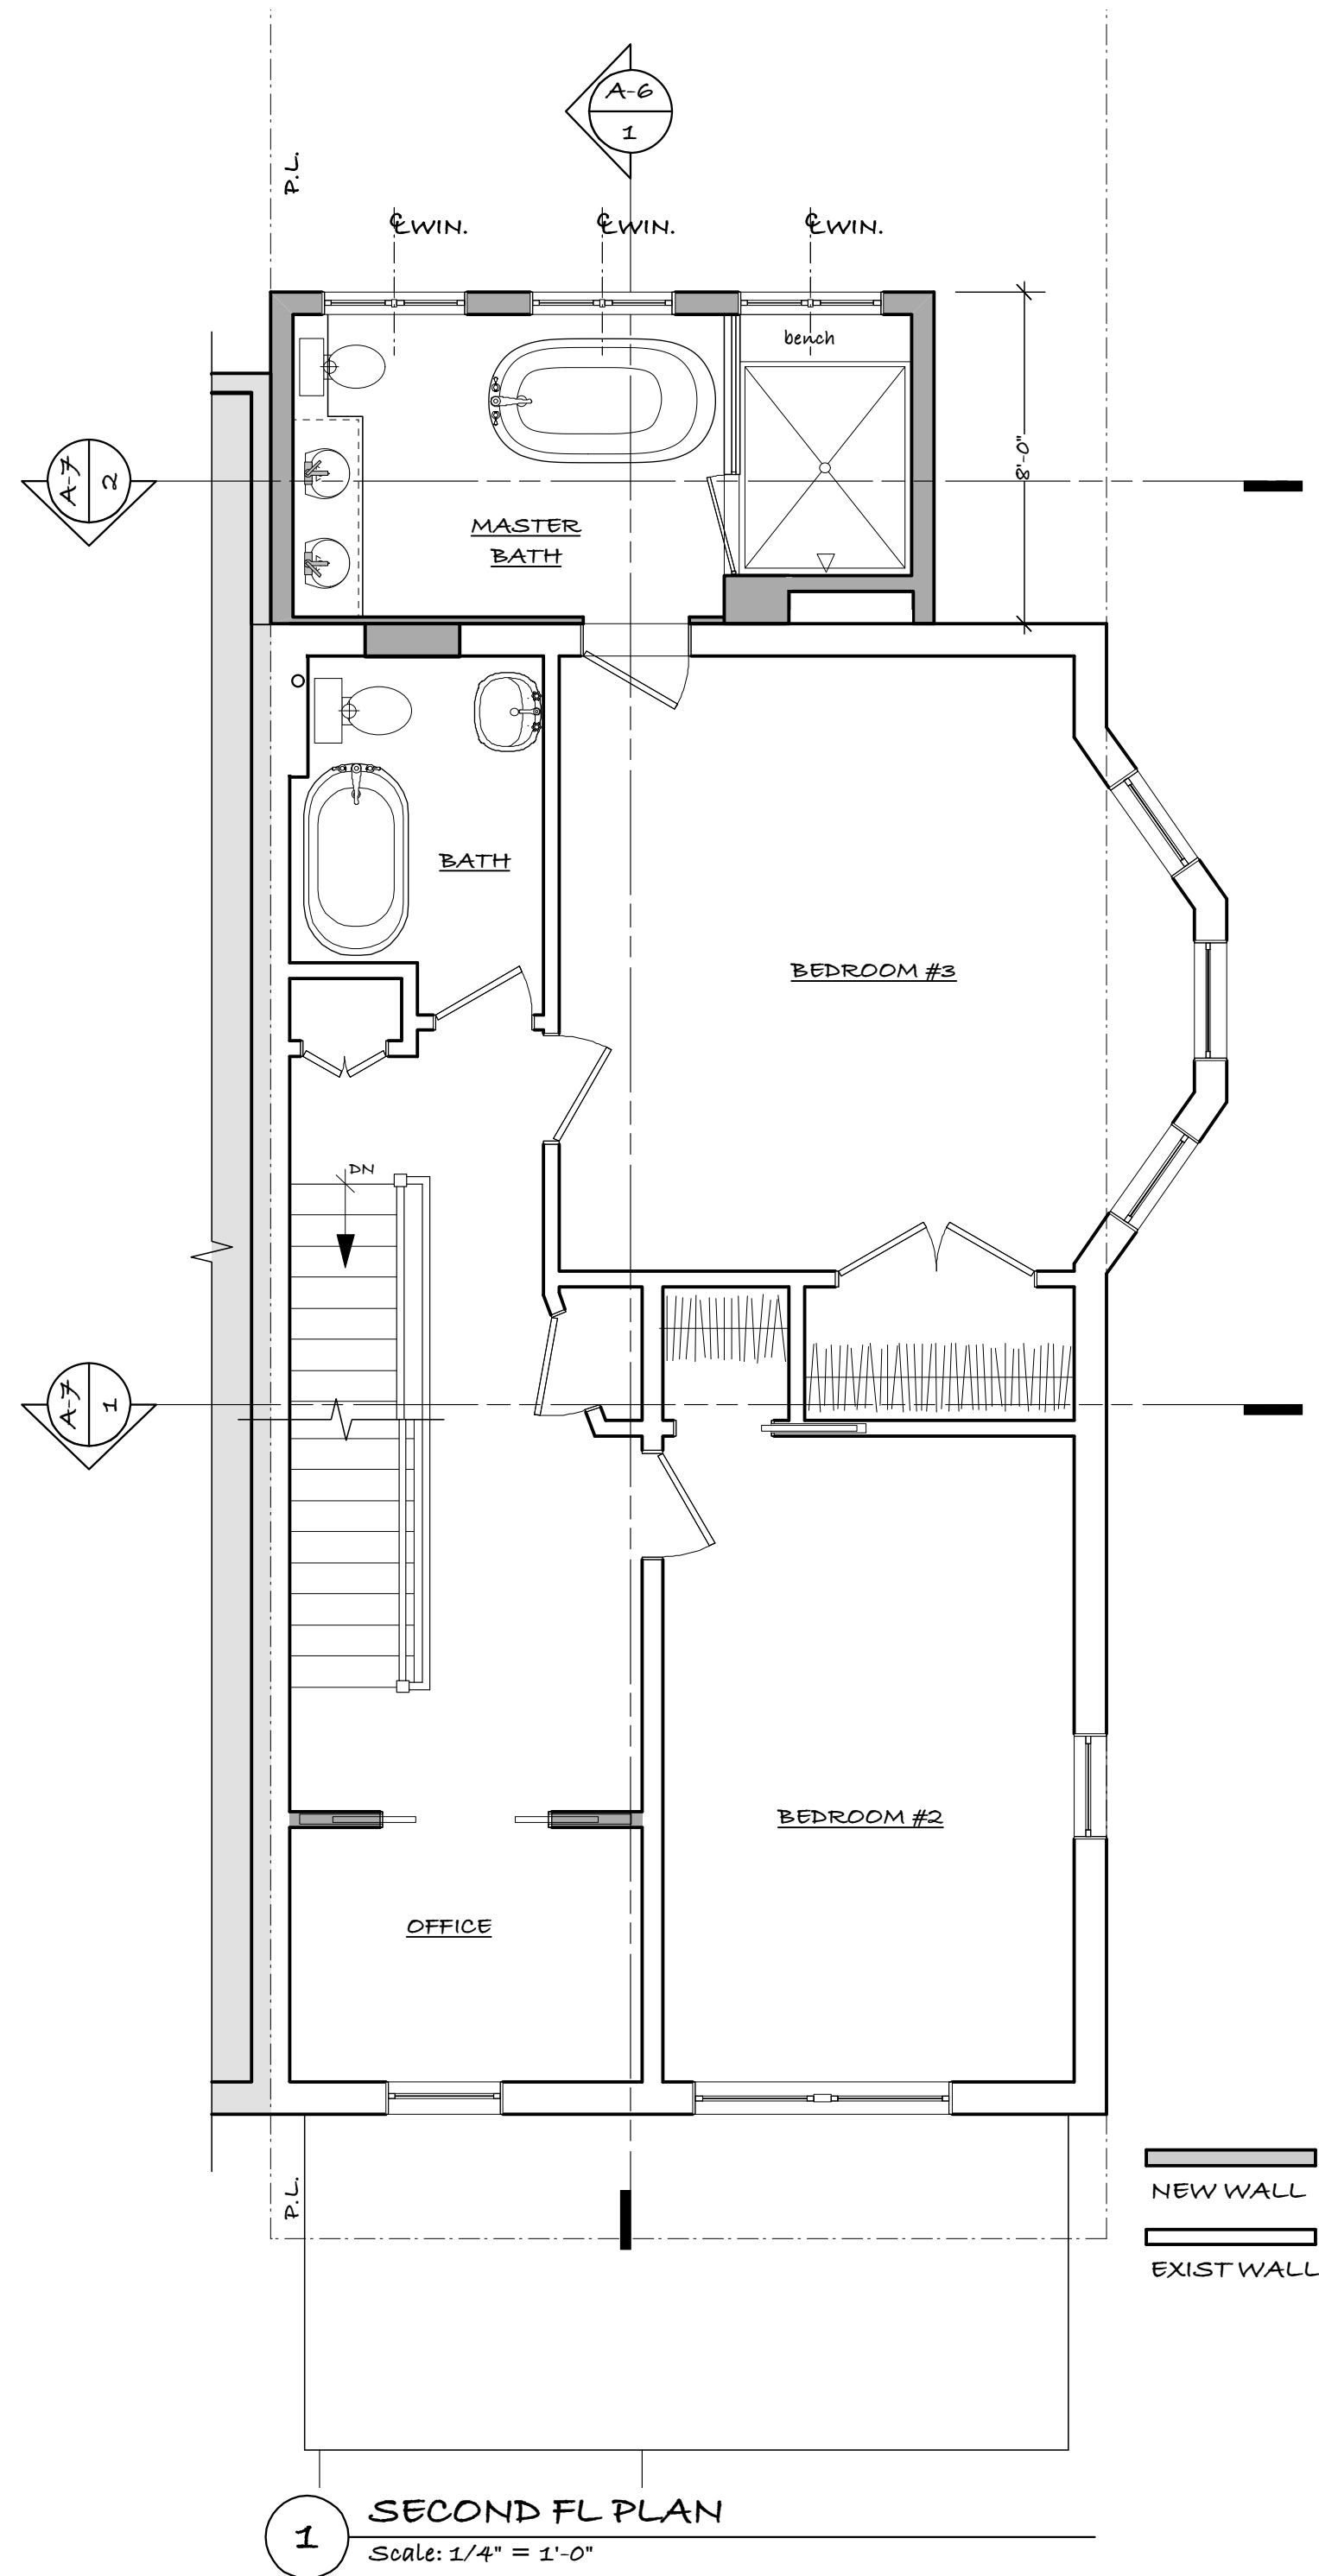 A-6
1
P.L.
℄ WIN.
℄ WIN.
℄ WIN.
bench
8'-0"
A-7
2
MASTER
BATH
BATH
BEDROOM #3
DN
A-7
1
BEDROOM #2
OFFICE
P.L.
NEW WALL
EXIST WALL
1
SECOND FL PLAN
Scale: 1/4" = 1'-0"